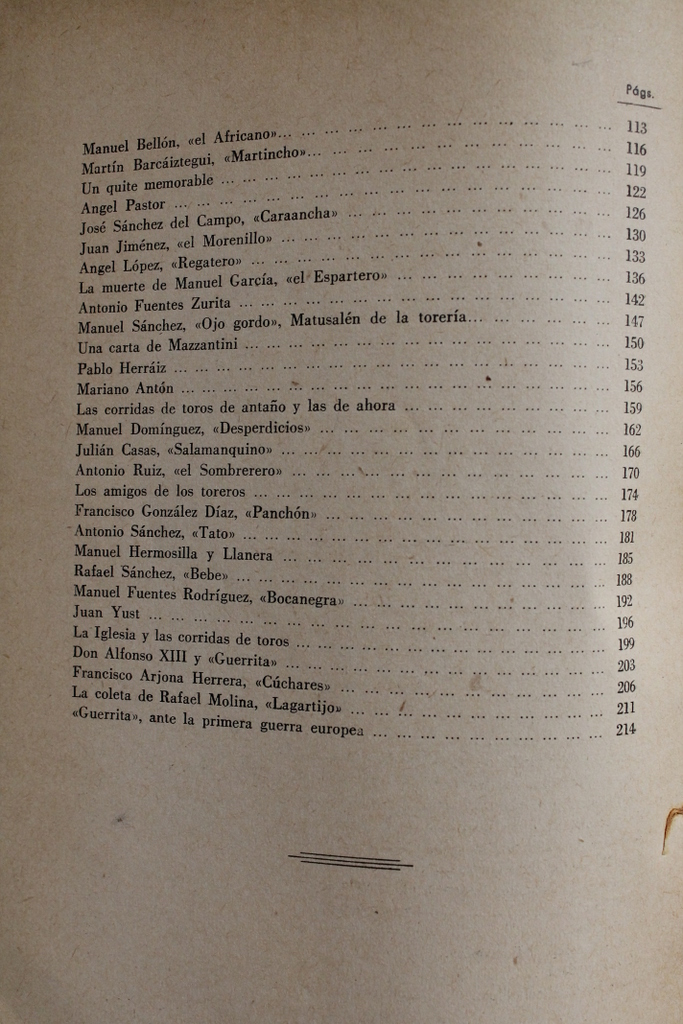 Págs.
Manuel Bellón, «el Africano»... ... ... ... ... ... ... ... ... ... ... ... ... ... 113
Martín Barcáiztegui, «Martincho»... ... ... ... ... ... ... ... ... ... ... ... ... 116
Un quite memorable ... ... ... ... ... ... ... ... ... ... ... ... ... ... ... ... 119
Angel Pastor ... ... ... ... ... ... ... ... ... ... ... ... ... ... ... ... ... ... 122
José Sánchez del Campo, «Caraancha» ... ... ... ... ... ... ... ... ... ... ... 126
Juan Jiménez, «el Morenillo» ... ... ... ... ... ... ... ... ... ... ... ... ... ... 130
Angel López, «Regatero» ... ... ... ... ... ... ... ... ... ... ... ... ... ... ... 133
La muerte de Manuel García, «el Espartero» ... ... ... ... ... ... ... ... ... 136
Antonio Fuentes Zurita ... ... ... ... ... ... ... ... ... ... ... ... ... ... ... ... 142
Manuel Sánchez, «Ojo gordo», Matusalén de la torería... ... ... ... ... ... 147
Una carta de Mazzantini ... ... ... ... ... ... ... ... ... ... ... ... ... ... ... ... 150
Pablo Herráiz ... ... ... ... ... ... ... ... ... ... ... ... ... ... ... ... ... ... 153
Mariano Antón ... ... ... ... ... ... ... ... ... ... ... ... ... ... ... ... ... ... 156
Las corridas de toros de antaño y las de ahora ... ... ... ... ... ... ... ... ... 159
Manuel Domínguez, «Desperdicios» ... ... ... ... ... ... ... ... ... ... ... ... 162
Julián Casas, «Salamanquino» ... ... ... ... ... ... ... ... ... ... ... ... ... ... 166
Antonio Ruiz, «el Sombrerero» ... ... ... ... ... ... ... ... ... ... ... ... ... 170
Los amigos de los toreros ... ... ... ... ... ... ... ... ... ... ... ... ... ... ... 174
Francisco González Díaz, «Panchón» ... ... ... ... ... ... ... ... ... ... ... ... 178
Antonio Sánchez, «Tato» ... ... ... ... ... ... ... ... ... ... ... ... ... ... ... 181
Manuel Hermosilla y Llanera ... ... ... ... ... ... ... ... ... ... ... ... ... ... 185
Rafael Sánchez, «Bebe» ... ... ... ... ... ... ... ... ... ... ... ... ... ... ... ... 188
Manuel Fuentes Rodríguez, «Bocanegra» ... ... ... ... ... ... ... ... ... ... ... 192
Juan Yust ... ... ... ... ... ... ... ... ... ... ... ... ... ... ... ... ... ... ... 196
La Iglesia y las corridas de toros ... ... ... ... ... ... ... ... ... ... ... ... ... 199
Don Alfonso XIII y «Guerrita» ... ... ... ... ... ... ... ... ... ... ... ... ... ... 203
Francisco Arjona Herrera, «Cúchares» ... ... ... ... ... ... ... ... ... ... ... 206
La coleta de Rafael Molina, «Lagartijo» ... ... ... ... ... ... ... ... ... ... ... 211
«Guerrita», ante la primera guerra europea ... ... ... ... ... ... ... ... ... ... 214